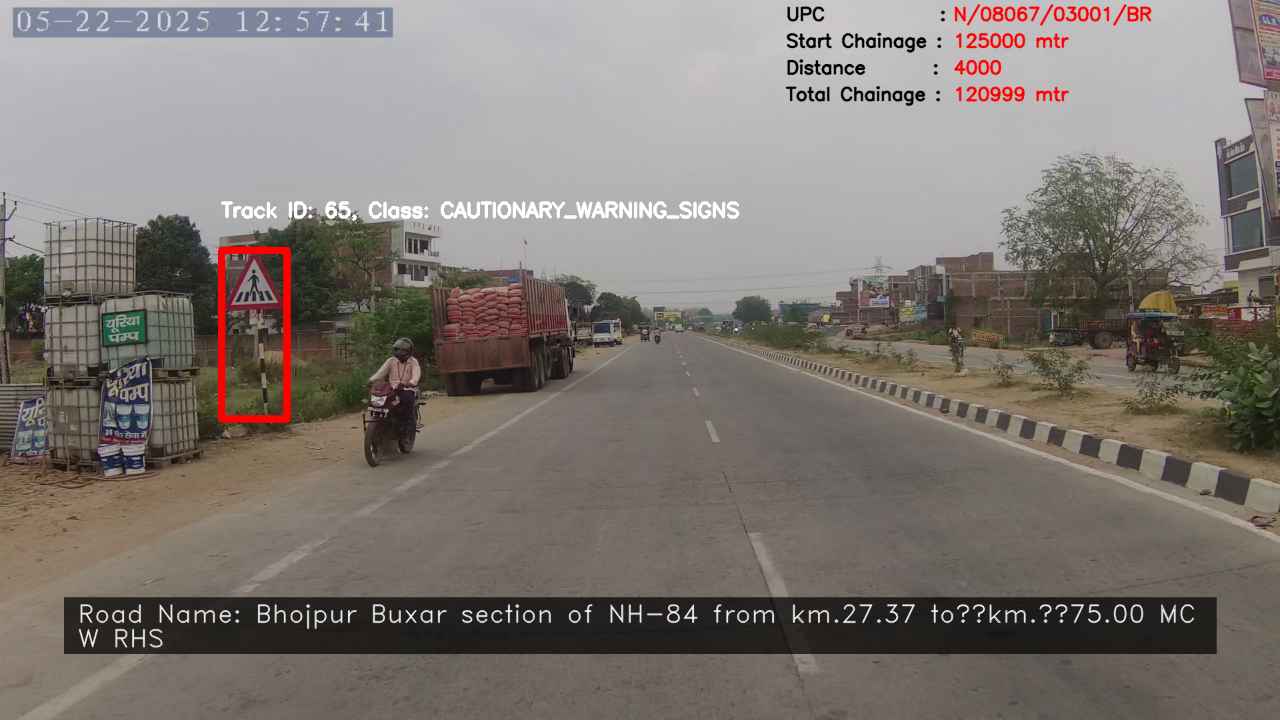 05-22-2025 12:57:41
UPC : N/08067/03001/BR
Start Chainage : 125000 mtr
Distance : 4000
Total Chainage : 120999 mtr
Track ID: 65, Class: CAUTIONARY_WARNING_SIGNS
यूरिया
पम्प
यूरिया
पम्प
Road Name: Bhojpur Buxar section of NH-84 from km.27.37 to??km.??75.00 MC
W RHS